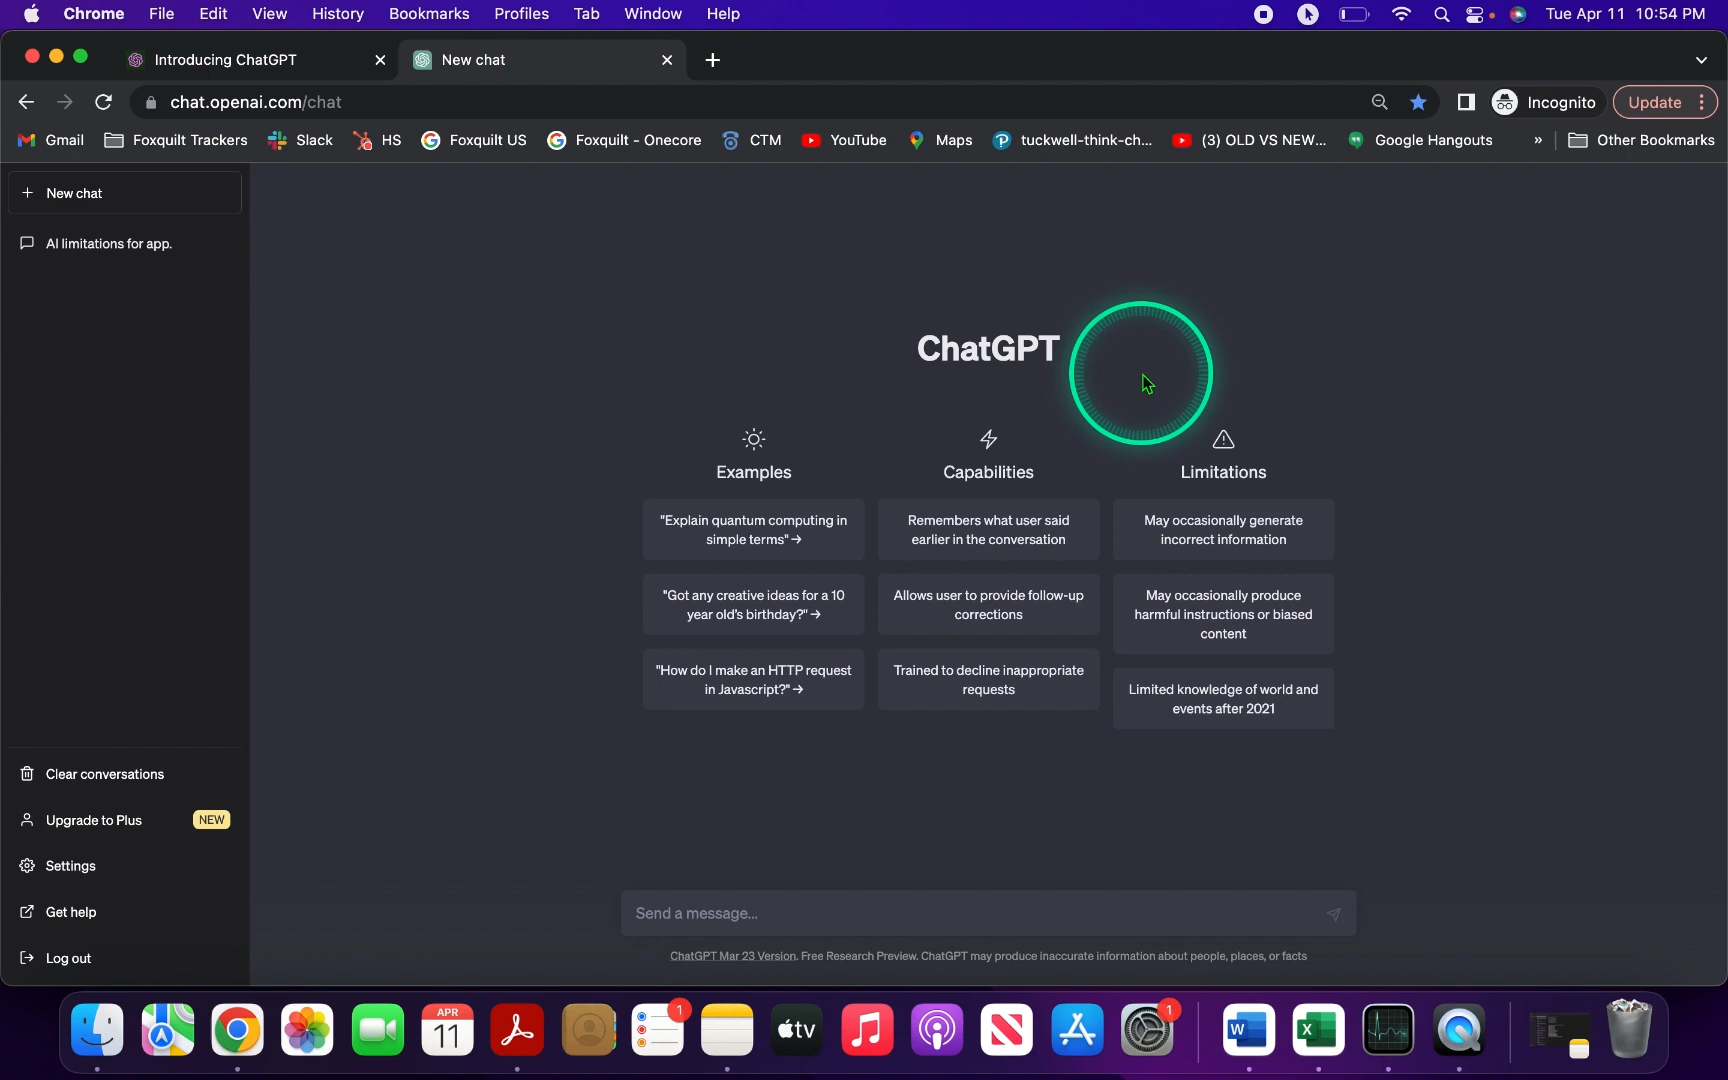 Chrome File Edit View History Bookmarks Profiles Tab Window Help Tue Apr 11 10:54 PM
Introducing ChatGPT New chat
chat.openai.com/chat Incognito Update
Gmail Foxquilt Trackers Slack HS Foxquilt US Foxquilt - Onecore CTM YouTube Maps tuckwell-think-ch... (3) OLD VS NEW... Google Hangouts » Other Bookmarks
+ New chat
AI limitations for app.
ChatGPT
Examples Capabilities Limitations
"Explain quantum computing in
simple terms" →
Remembers what user said
earlier in the conversation
May occasionally generate
incorrect information
"Got any creative ideas for a 10
year old's birthday?" →
Allows user to provide follow-up
corrections
May occasionally produce
harmful instructions or biased
content
"How do I make an HTTP request
in Javascript?" →
Trained to decline inappropriate
requests
Limited knowledge of world and
events after 2021
Clear conversations
Upgrade to Plus NEW
Settings
Get help
Log out
Send a message...
ChatGPT Mar 23 Version. Free Research Preview. ChatGPT may produce inaccurate information about people, places, or facts
APR
11
1
tv
1
W
X